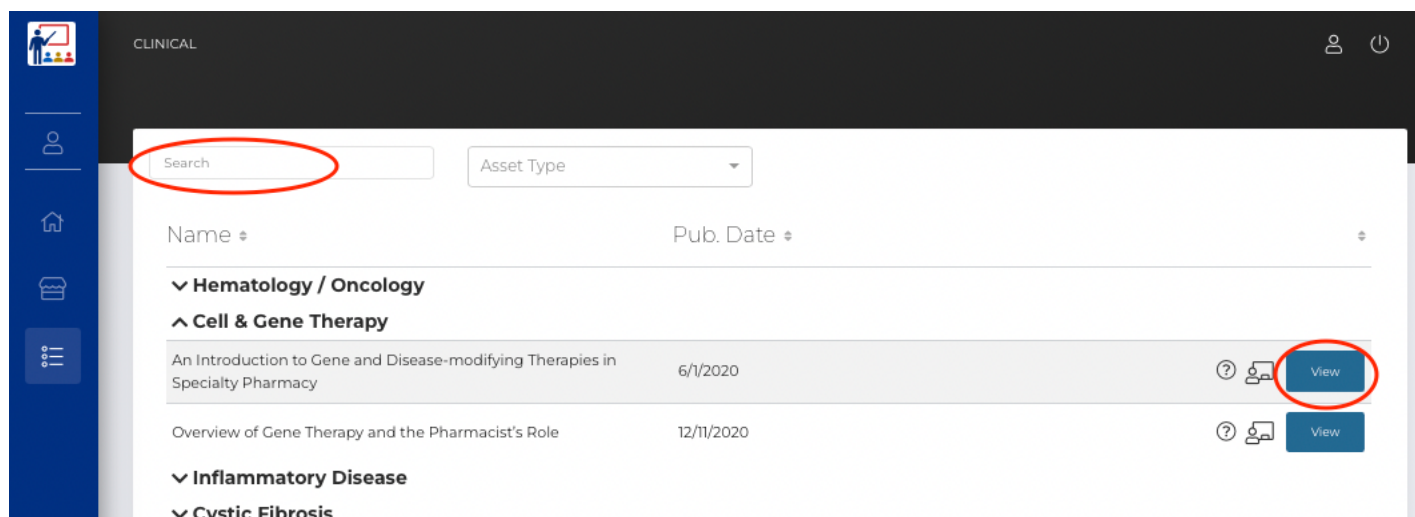 CLINICAL
Search
Asset Type
Name
Pub. Date
Hematology / Oncology
Cell & Gene Therapy
An Introduction to Gene and Disease-modifying Therapies in
Specialty Pharmacy
6/1/2020
View
Overview of Gene Therapy and the Pharmacist's Role
12/11/2020
View
Inflammatory Disease
Cystic Fibrosis